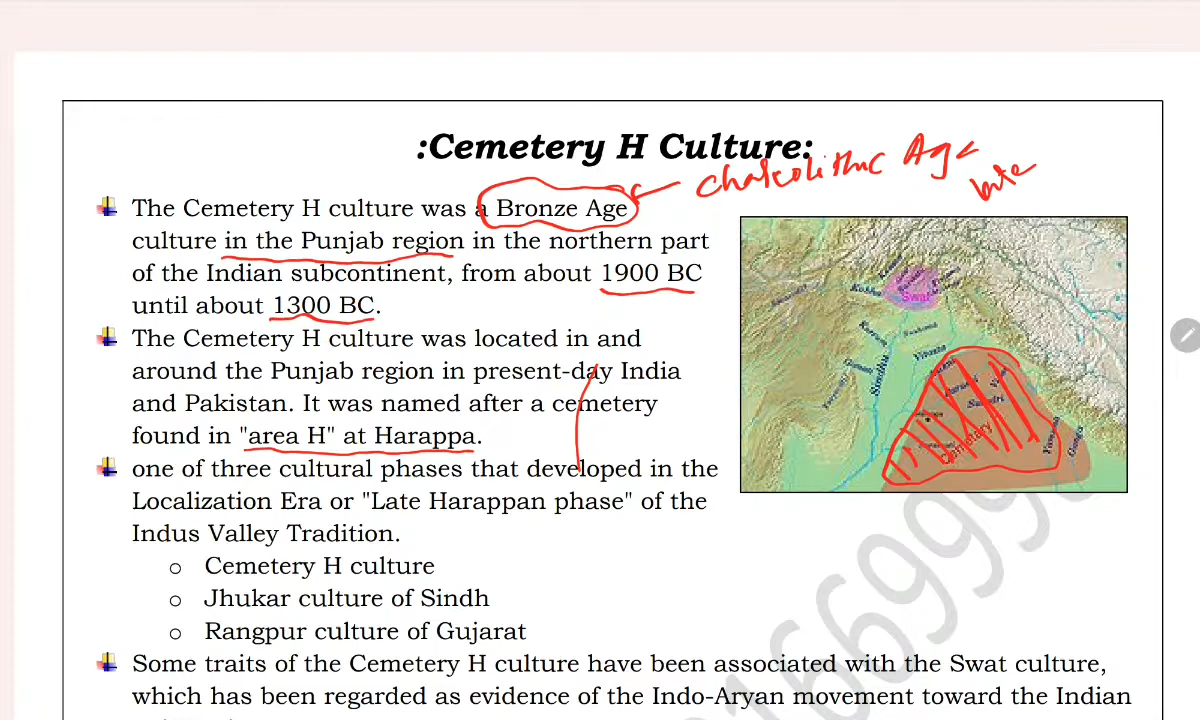 :Cemetery H Culture:
Chalcolithic Age
late
The Cemetery H culture was a Bronze Age
culture in the Punjab region in the northern part
of the Indian subcontinent, from about 1900 BC
until about 1300 BC.
The Cemetery H culture was located in and
around the Punjab region in present-day India
and Pakistan. It was named after a cemetery
found in "area H" at Harappa.
one of three cultural phases that developed in the
Localization Era or "Late Harappan phase" of the
Indus Valley Tradition.
o Cemetery H culture
o Jhukar culture of Sindh
o Rangpur culture of Gujarat
Some traits of the Cemetery H culture have been associated with the Swat culture,
which has been regarded as evidence of the Indo-Aryan movement toward the Indian
Swat
Kubha
Sindhu
Vitasta
Cemetery
Yamuna
Ganga